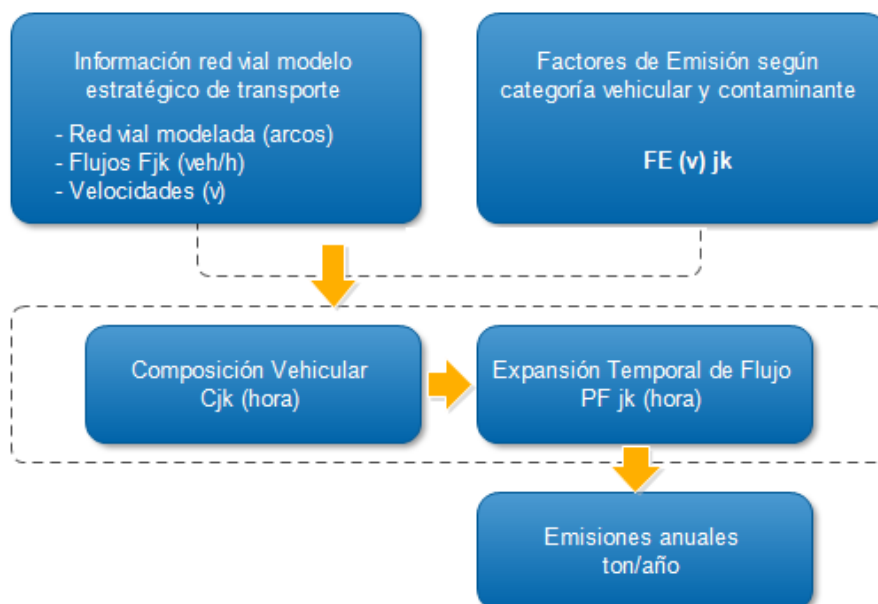 Información red vial modelo
estratégico de transporte
- Red vial modelada (arcos)
- Flujos Fjk (veh/h)
- Velocidades (v)
Factores de Emisión según
categoría vehicular y contaminante
FE (v) jk
Composición Vehicular
Cjk (hora)
Expansión Temporal de Flujo
PF jk (hora)
Emisiones anuales
ton/año